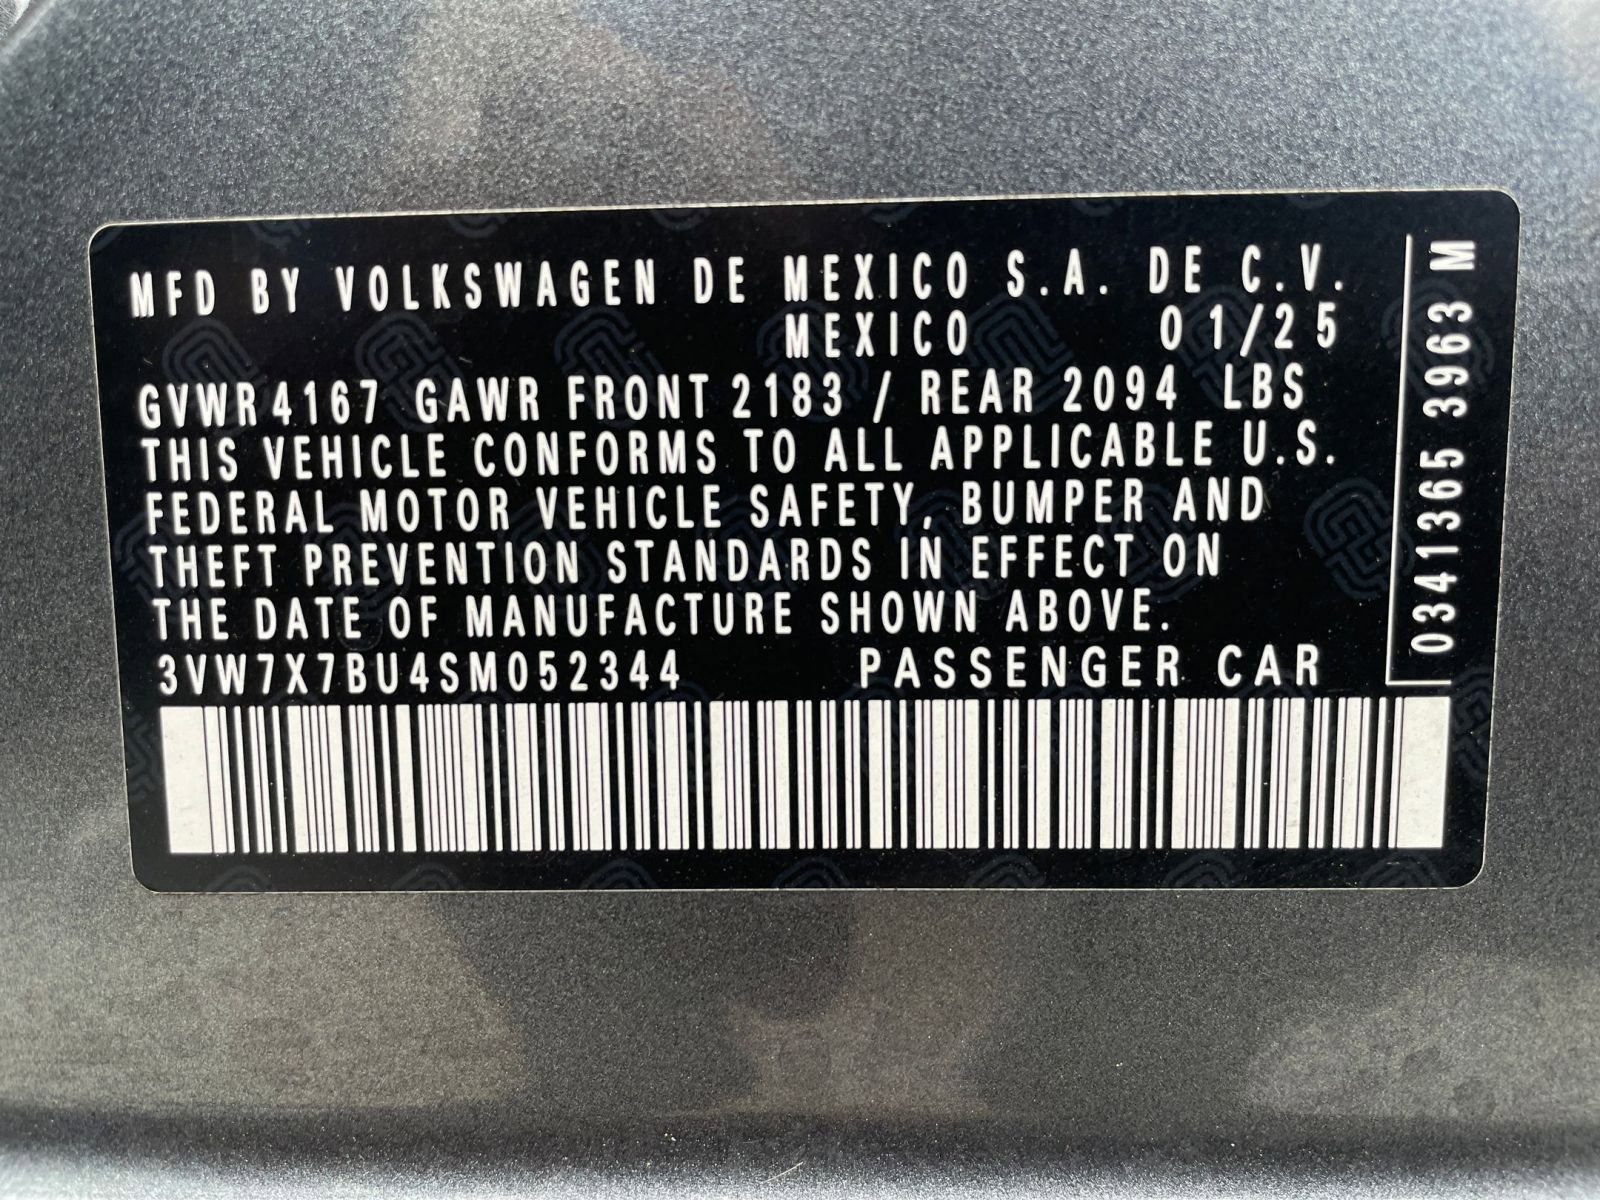 MFD BY VOLKSWAGEN DE MEXICO S.A. DE C.V.
MEXICO 01/25
GVWR 4167 GAWR FRONT 2183 / REAR 2094 LBS
THIS VEHICLE CONFORMS TO ALL APPLICABLE U.S.
FEDERAL MOTOR VEHICLE SAFETY, BUMPER AND
THEFT PREVENTION STANDARDS IN EFFECT ON
THE DATE OF MANUFACTURE SHOWN ABOVE.
3VW7X7BU4SM052344 PASSENGER CAR
0341365 3963 M